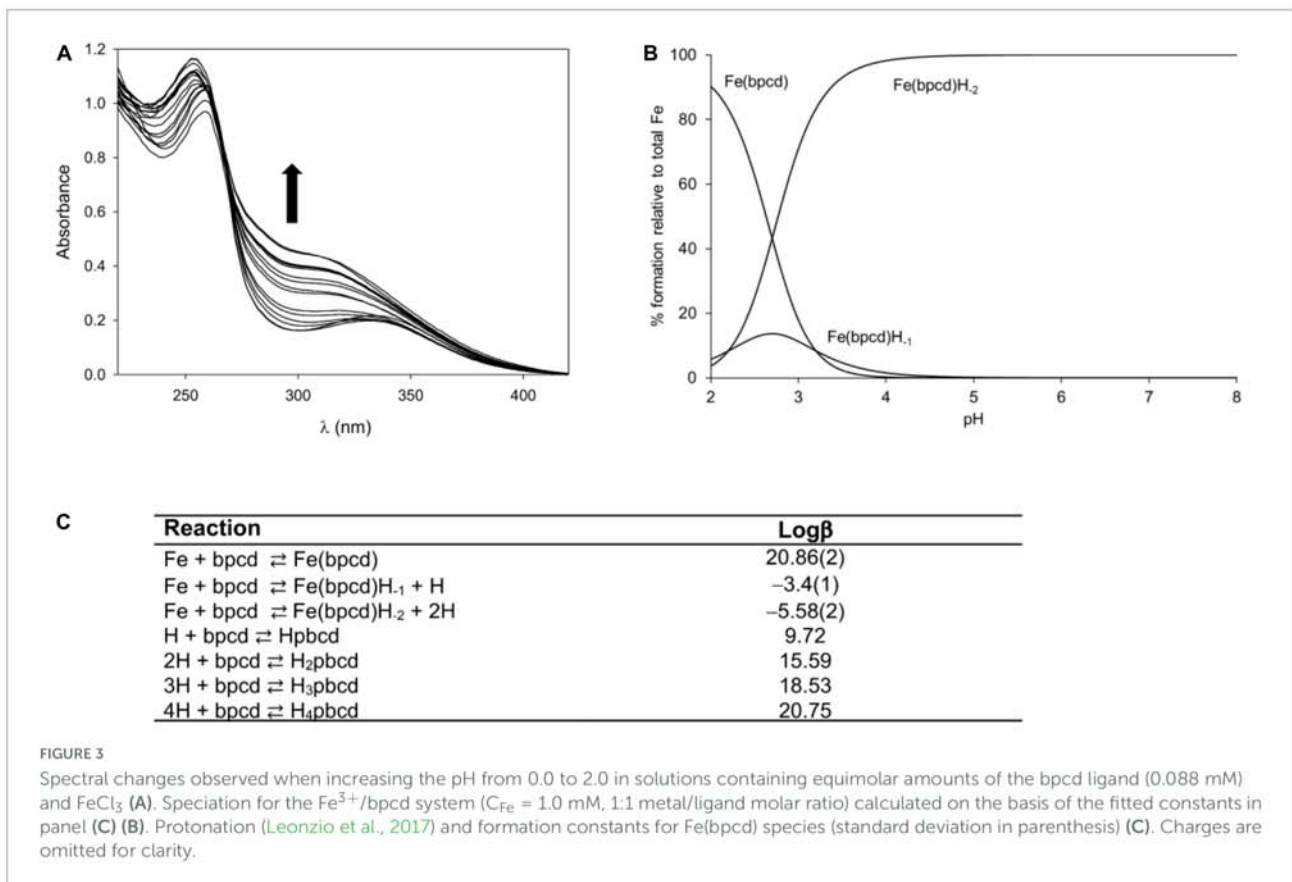 A
1.2
1.0
0.8
0.6
0.4
0.2
0.0
Absorbance
250
300
350
400
λ (nm)
B
100
80
60
40
20
0
% formation relative to total Fe
Fe(bpcd)
Fe(bpcd)H-2
Fe(bpcd)H-1
2
3
4
5
6
7
8
pH
C
Reaction Logβ
Fe + bpcd ⇄ Fe(bpcd) 20.86(2)
Fe + bpcd ⇄ Fe(bpcd)H-1 + H −3.4(1)
Fe + bpcd ⇄ Fe(bpcd)H-2 + 2H −5.58(2)
H + bpcd ⇄ Hpbcd 9.72
2H + bpcd ⇄ H2pbcd 15.59
3H + bpcd ⇄ H3pbcd 18.53
4H + bpcd ⇄ H4pbcd 20.75
FIGURE 3
Spectral changes observed when increasing the pH from 0.0 to 2.0 in solutions containing equimolar amounts of the bpcd ligand (0.088 mM)
and FeCl3 (A). Speciation for the Fe3+/bpcd system (CFe = 1.0 mM, 1:1 metal/ligand molar ratio) calculated on the basis of the fitted constants in
panel (C) (B). Protonation (Leonzio et al., 2017) and formation constants for Fe(bpcd) species (standard deviation in parenthesis) (C). Charges are
omitted for clarity.